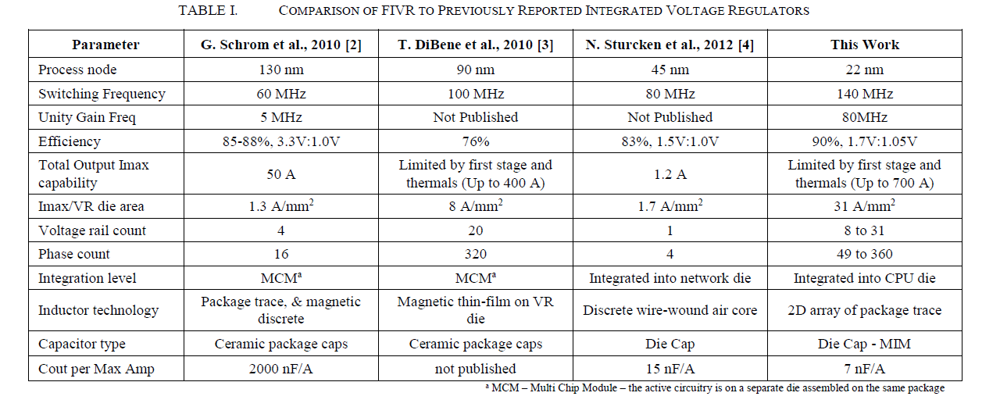 TABLE I. COMPARISON OF FIVR TO PREVIOUSLY REPORTED INTEGRATED VOLTAGE REGULATORS
Parameter G. Schrom et al., 2010 [2] T. DiBene et al., 2010 [3] N. Sturcken et al., 2012 [4] This Work
Process node 130 nm 90 nm 45 nm 22 nm
Switching Frequency 60 MHz 100 MHz 80 MHz 140 MHz
Unity Gain Freq 5 MHz Not Published Not Published 80MHz
Efficiency 85-88%, 3.3V:1.0V 76% 83%, 1.5V:1.0V 90%, 1.7V:1.05V
Total Output Imax
capability
50 A
Limited by first stage and
thermals (Up to 400 A)
1.2 A
Limited by first stage and
thermals (Up to 700 A)
Imax/VR die area 1.3 A/mm² 8 A/mm² 1.7 A/mm² 31 A/mm²
Voltage rail count 4 20 1 8 to 31
Phase count 16 320 4 49 to 360
Integration level MCMᵃ MCMᵃ Integrated into network die Integrated into CPU die
Inductor technology
Package trace, & magnetic
discrete
Magnetic thin-film on VR
die
Discrete wire-wound air core
2D array of package trace
Capacitor type Ceramic package caps Ceramic package caps Die Cap Die Cap - MIM
Cout per Max Amp 2000 nF/A not published 15 nF/A 7 nF/A
ᵃ MCM – Multi Chip Module – the active circuitry is on a separate die assembled on the same package